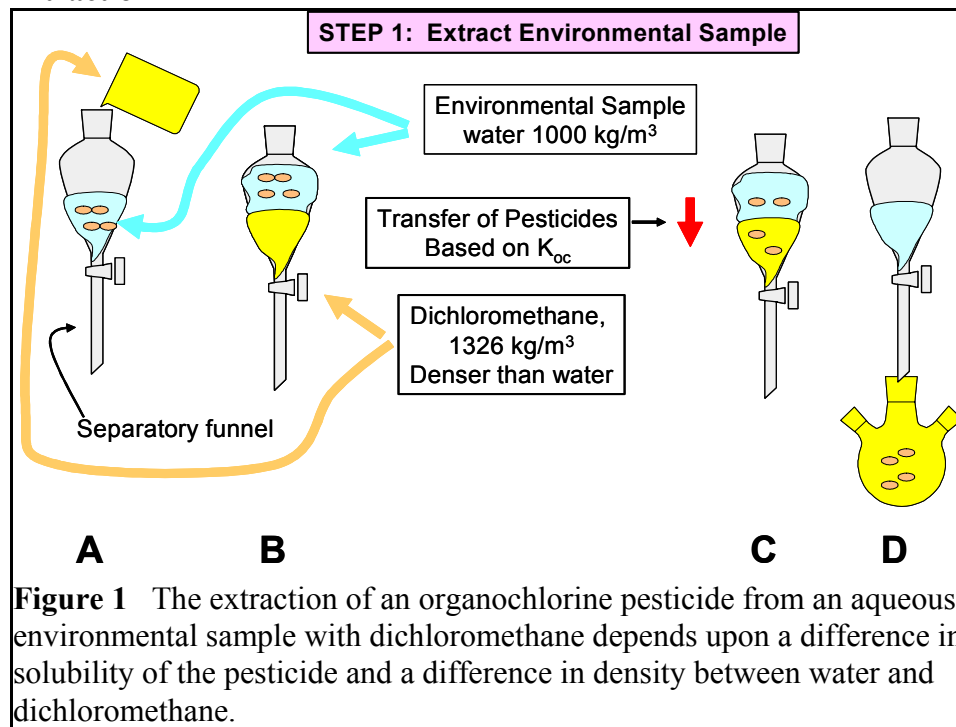 STEP 1: Extract Environmental Sample
Environmental Sample
water 1000 kg/m³
Transfer of Pesticides
Based on Koc
Dichloromethane,
1326 kg/m³
Denser than water
Separatory funnel
A B C D
Figure 1 The extraction of an organochlorine pesticide from an aqueous
environmental sample with dichloromethane depends upon a difference in
solubility of the pesticide and a difference in density between water and
dichloromethane.